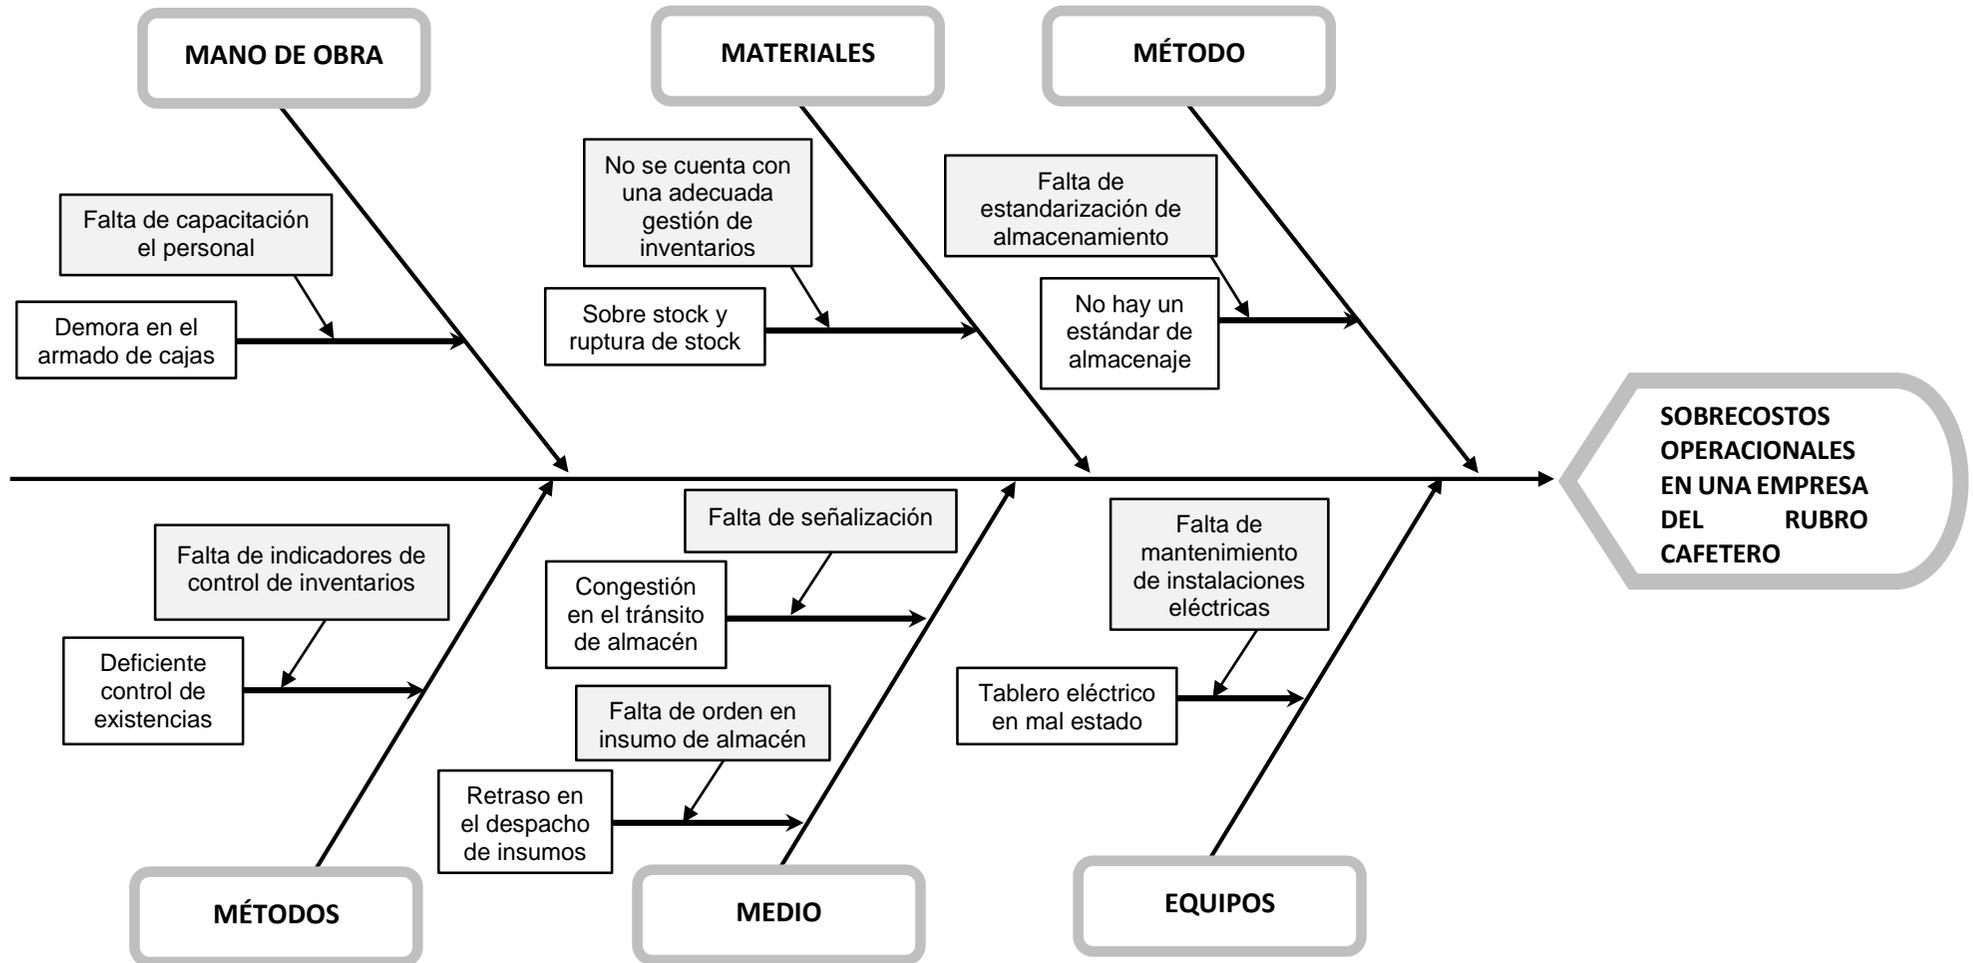 MANO DE OBRA
MATERIALES
MÉTODO
Falta de capacitación
el personal
Demora en el
armado de cajas
No se cuenta con
una adecuada
gestión de
inventarios
Sobre stock y
ruptura de stock
Falta de
estandarización de
almacenamiento
No hay un
estándar de
almacenaje
SOBRECOSTOS
OPERACIONALES
EN UNA EMPRESA
DEL RUBRO
CAFETERO
Falta de indicadores de
control de inventarios
Deficiente
control de
existencias
Falta de señalización
Congestión
en el tránsito
de almacén
Falta de orden en
insumo de almacén
Retraso en
el despacho
de insumos
Falta de
mantenimiento
de instalaciones
eléctricas
Tablero eléctrico
en mal estado
MÉTODOS
MEDIO
EQUIPOS